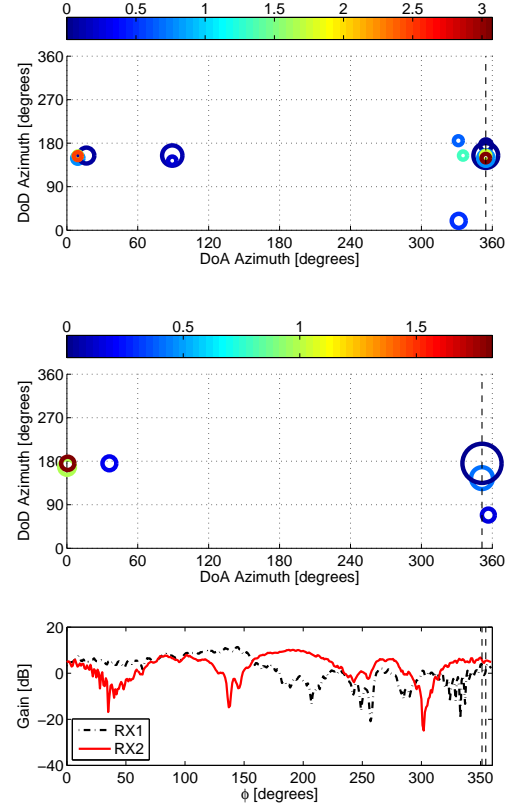 0 0.5 1 1.5 2 2.5 3
360
270
180
90
0
DoD Azimuth [degrees]
0 60 120 180 240 300 360
DoA Azimuth [degrees]
0 0.5 1 1.5
360
270
180
90
0
DoD Azimuth [degrees]
0 60 120 180 240 300 360
DoA Azimuth [degrees]
20
0
−20
−40
Gain [dB]
RX1
RX2
0 50 100 150 200 250 300 350
ϕ [degrees]